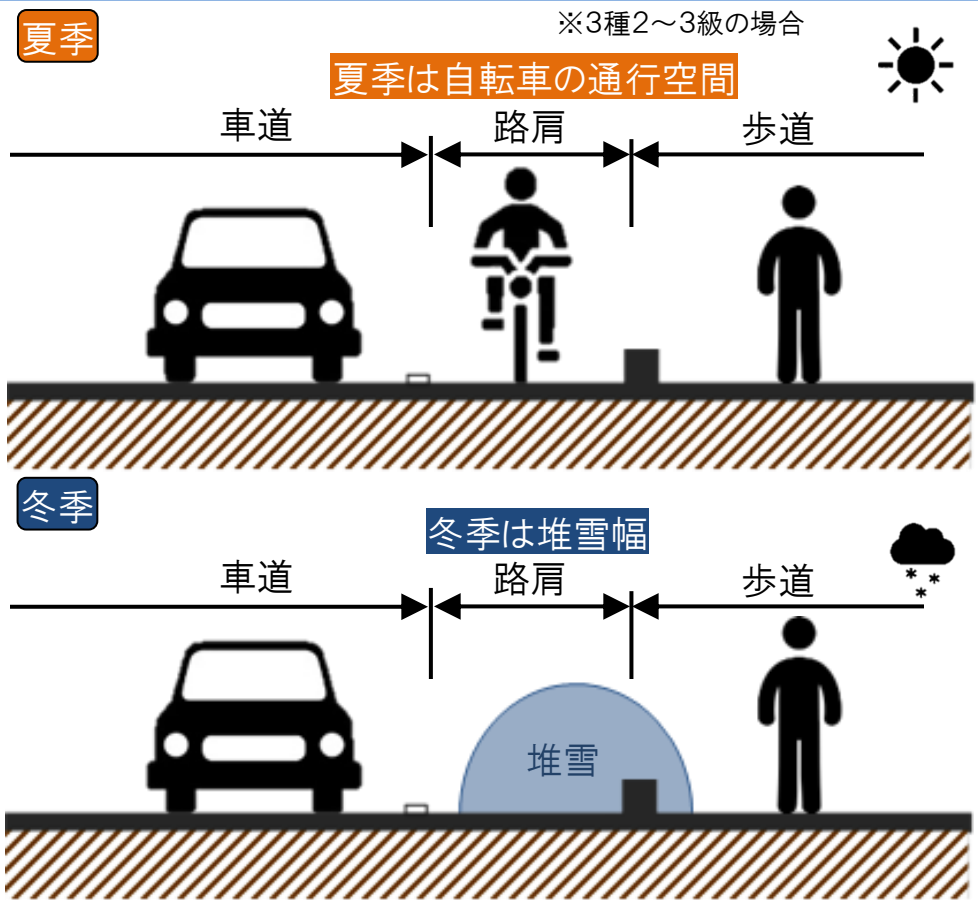 夏季
※3種2～3級の場合
夏季は自転車の通行空間
車道
路肩
歩道
冬季
冬季は堆雪幅
車道
路肩
歩道
堆雪